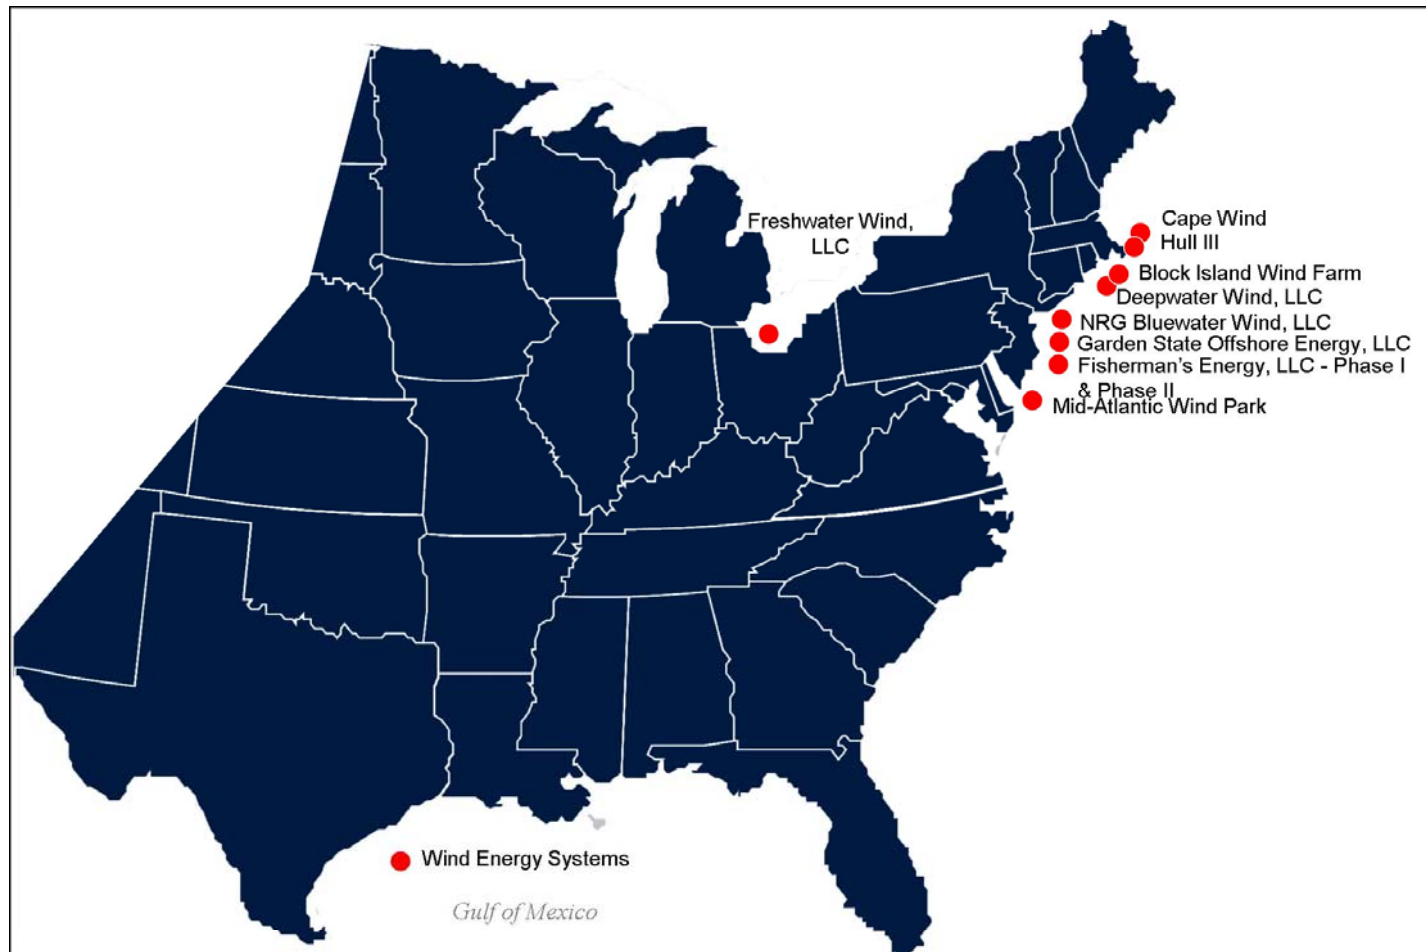 Freshwater Wind,
LLC
Cape Wind
Hull III
Block Island Wind Farm
Deepwater Wind, LLC
NRG Bluewater Wind, LLC
Garden State Offshore Energy, LLC
Fisherman's Energy, LLC - Phase I
& Phase II
Mid-Atlantic Wind Park
Wind Energy Systems
Gulf of Mexico